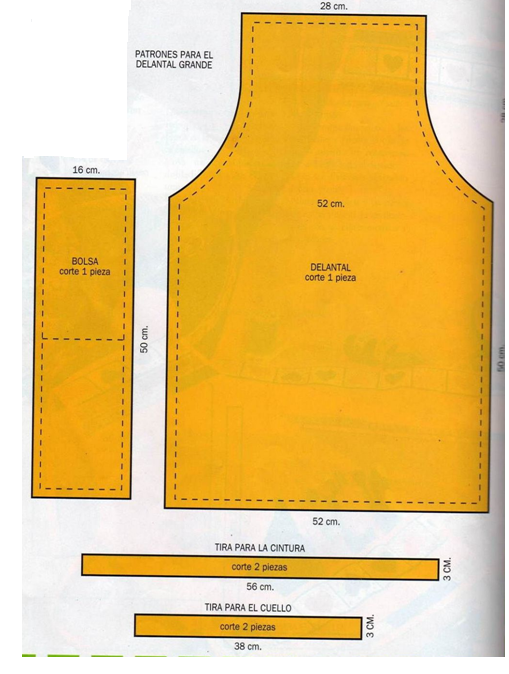 28 cm.
PATRONES PARA EL
DELANTAL GRANDE
16 cm.
52 cm.
BOLSA
corte 1 pieza
DELANTAL
corte 1 pieza
50 cm.
50 cm.
52 cm.
TIRA PARA LA CINTURA
corte 2 piezas
3 CM.
56 cm.
TIRA PARA EL CUELLO
corte 2 piezas
3 CM.
38 cm.